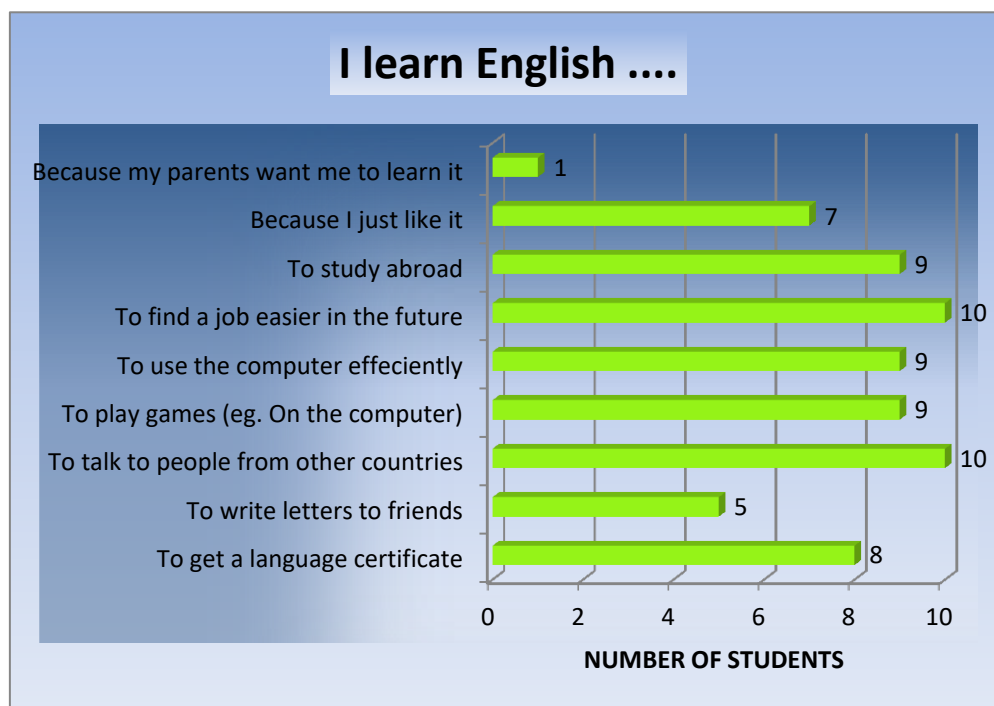 I learn English ....
Because my parents want me to learn it
1
Because I just like it
7
To study abroad
9
To find a job easier in the future
10
To use the computer effeciently
9
To play games (eg. On the computer)
9
To talk to people from other countries
10
To write letters to friends
5
To get a language certificate
8
0 2 4 6 8 10
NUMBER OF STUDENTS